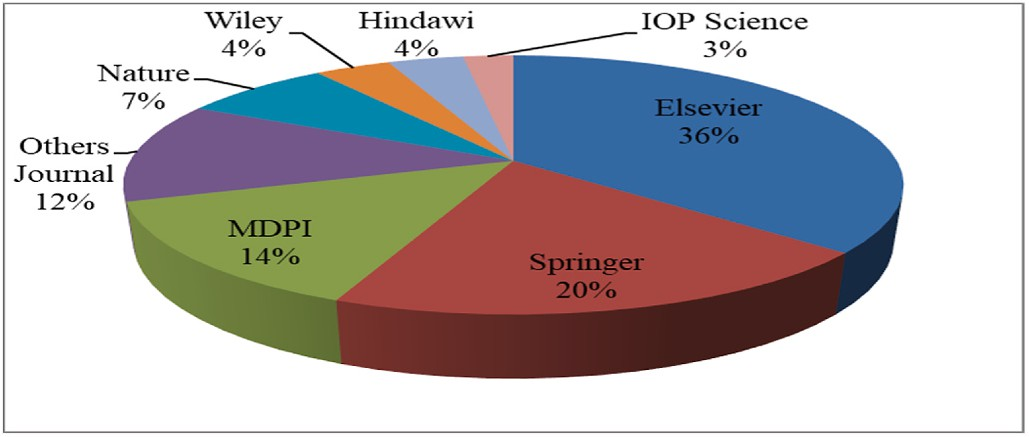 Wiley
4%
Hindawi
4%
IOP Science
3%
Nature
7%
Elsevier
36%
Others
Journal
12%
MDPI
14%
Springer
20%